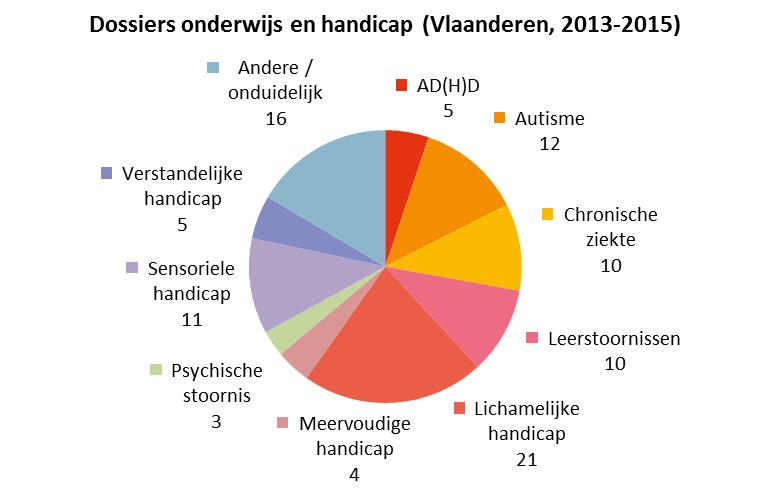 Dossiers onderwijs en handicap (Vlaanderen, 2013-2015)
AD(H)D
5
Autisme
12
Chronische
ziekte
10
Leerstoornissen
10
Lichamelijke
handicap
21
Meervoudige
handicap
4
Psychische
stoornis
3
Sensoriele
handicap
11
Verstandelijke
handicap
5
Andere /
onduidelijk
16